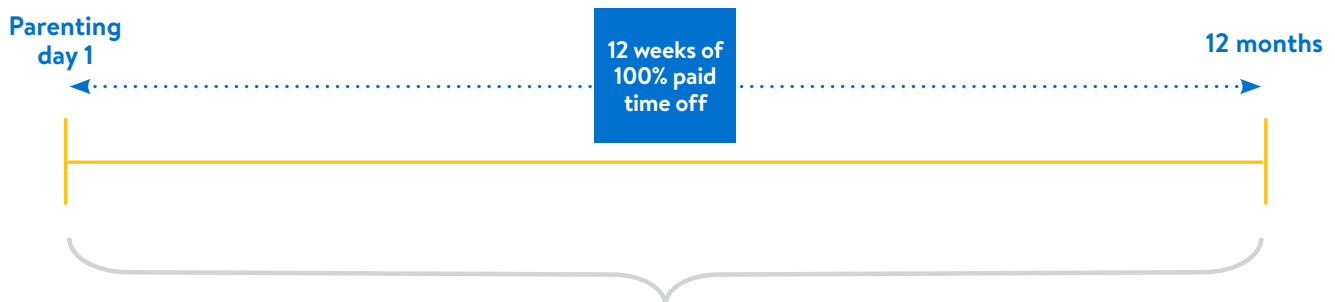 Parenting
day 1
12 weeks of
100% paid
time off
12 months